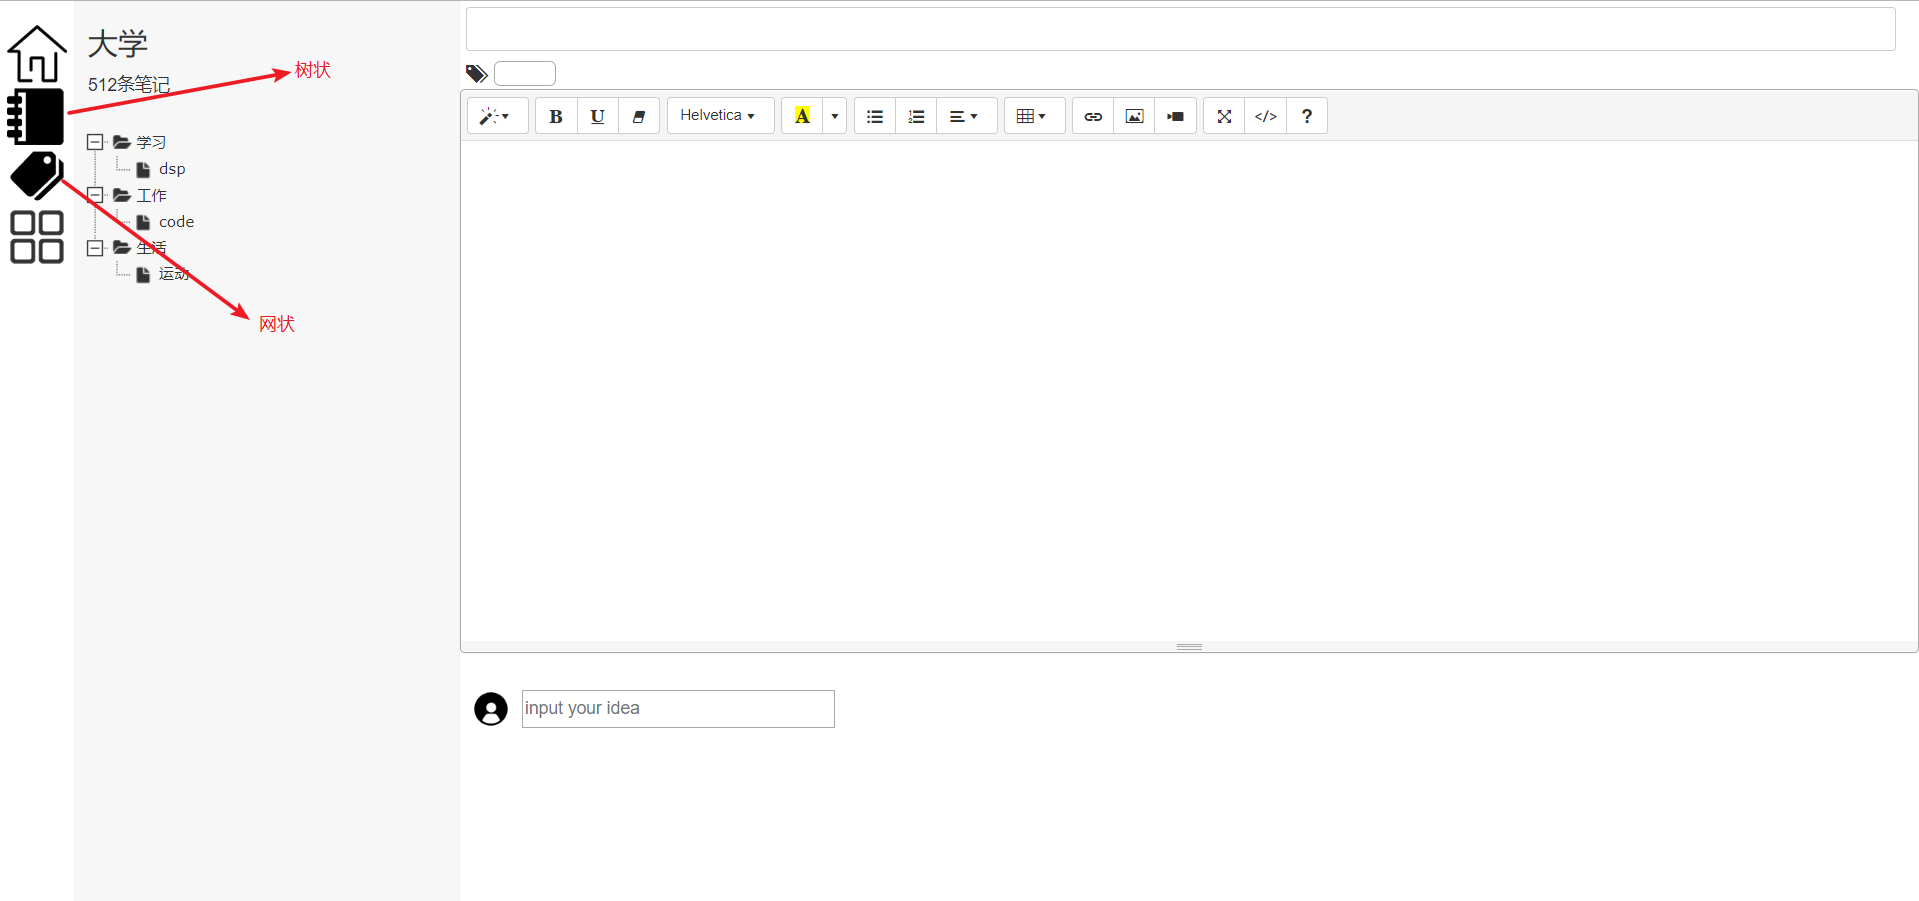 大学
512条笔记
树状
学习
dsp
工作
code
生活
运动
网状
B U Helvetica A </> ?
input your idea